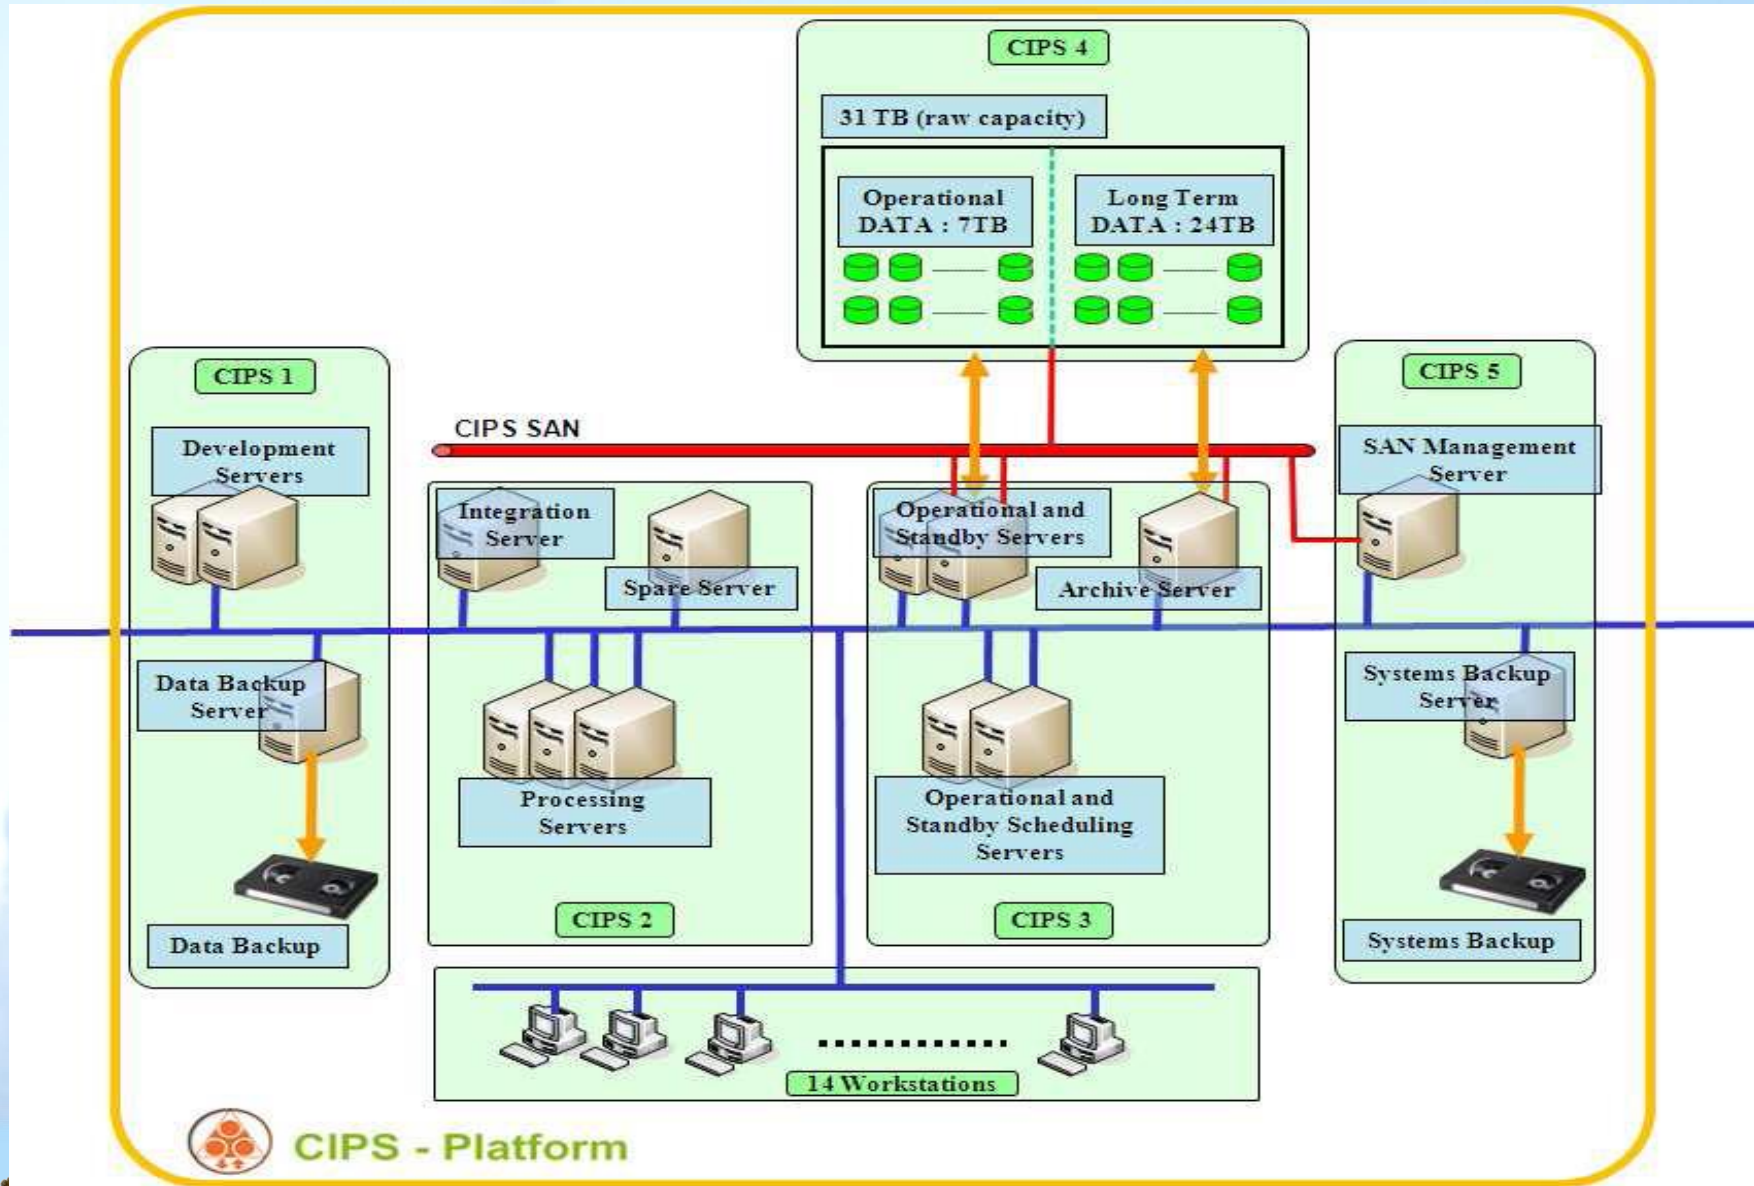 CIPS 4
31 TB (raw capacity)
Operational
DATA : 7TB
Long Term
DATA : 24TB
CIPS 1
Development
Servers
Data Backup
Server
Data Backup
CIPS SAN
Integration
Server
Spare Server
Processing
Servers
CIPS 2
Operational and
Standby Servers
Archive Server
Operational and
Standby Scheduling
Servers
CIPS 3
CIPS 5
SAN Management
Server
Systems Backup
Server
Systems Backup
14 Workstations
CIPS - Platform